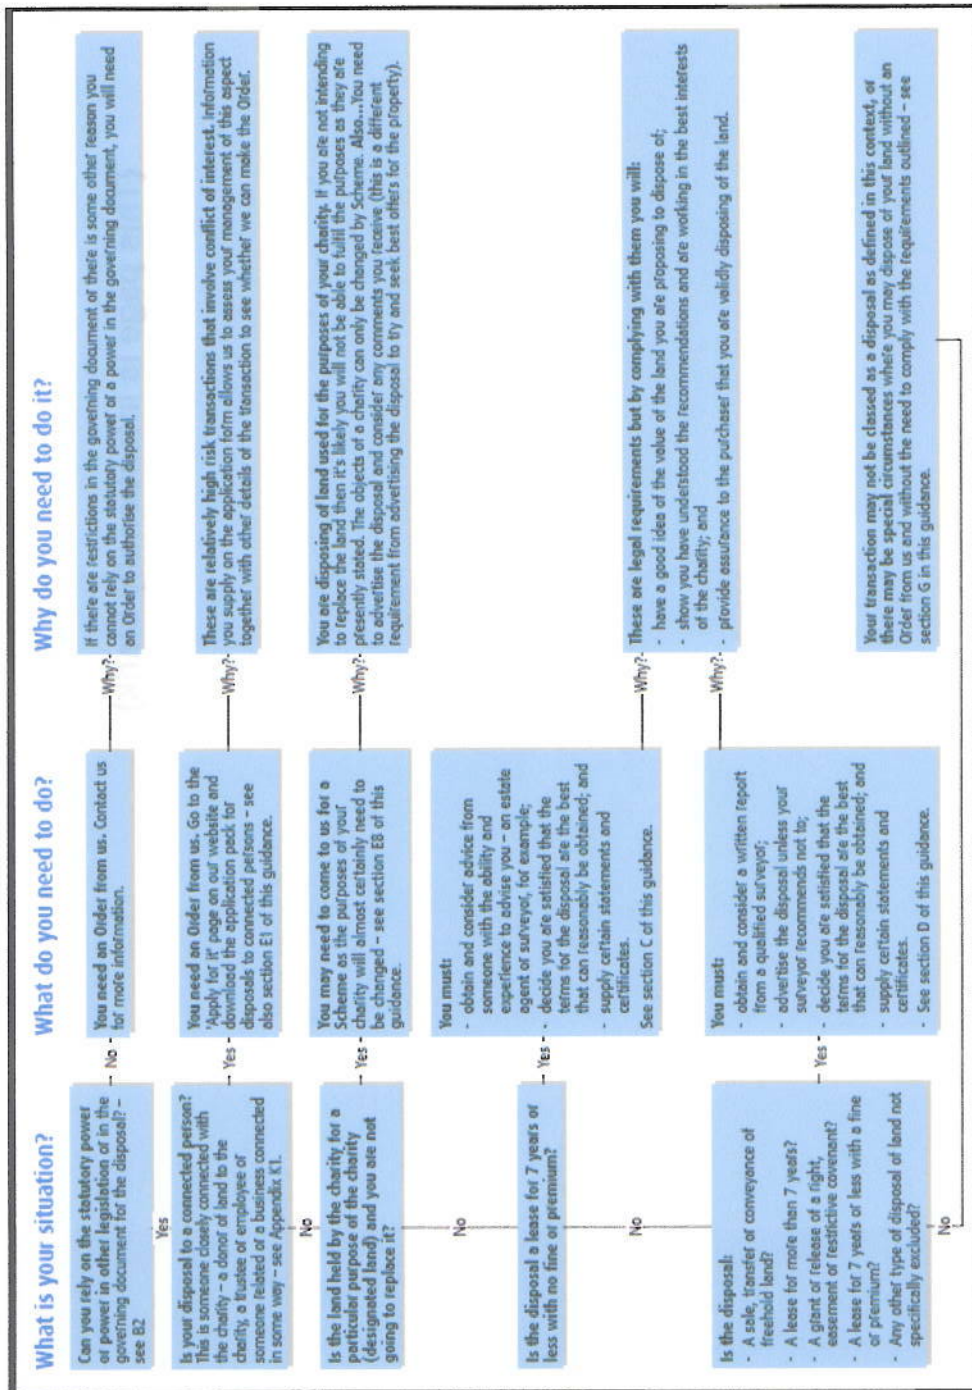 What is your situation?
What do you need to do?
Why do you need to do it?
Can you rely on the statutory power
or power in other legislation or in the
governing document for the disposal? –
see B2
No
You need an Order from us. Contact us
for more information.
Why?
If there are restrictions in the governing document or there is some other reason you
cannot rely on the statutory power or a power in the governing document, you will need
an Order to authorise the disposal.
Yes
Is your disposal to a connected person?
This is someone closely connected with
the charity – a donor of land to the
charity, a trustee or employee or
someone related or a business connected
in some way – see Appendix K1.
Yes
You need an Order from us. Go to the
'Apply for it' page on our website and
download the application pack for
disposals to connected persons – see
also section E1 of this guidance.
Why?
These are relatively high risk transactions that involve conflict of interest. Information
you supply on the application form allows us to assess your management of this aspect
together with other details of the transaction to see whether we can make the Order.
No
Is the land held by the charity for a
particular purpose of the charity
(designated land) and you are not
going to replace it?
Yes
You may need to come to us for a
Scheme as the purposes of your
charity will almost certainly need to
be changed – see section E8 of this
guidance.
Why?
You are disposing of land used for the purposes of your charity. If you are not intending
to replace the land then it's likely you will not be able to fulfil the purposes as they are
presently stated. The objects of a charity can only be changed by Scheme. Also...You need
to advertise the disposal and consider any comments you receive (this is a different
requirement from advertising the disposal to try and seek best offers for the property).
No
Is the disposal a lease for 7 years or
less with no fine or premium?
Yes
You must:
- obtain and consider advice from
someone with the ability and
experience to advise you – an estate
agent or surveyor, for example;
- decide you are satisfied that the
terms for the disposal are the best
that can reasonably be obtained; and
- supply certain statements and
certificates.
See section C of this guidance.
Why?
These are legal requirements but by complying with them you will:
- have a good idea of the value of the land you are proposing to dispose of;
- show you have understood the recommendations and are working in the best interests
of the charity; and
- provide assurance to the purchaser that you are validly disposing of the land.
No
Is the disposal:
- A sale, transfer or conveyance of
freehold land?
- A lease for more than 7 years?
- A grant or release of a right,
easement or restrictive covenant?
- A lease for 7 years or less with a fine
or premium?
- Any other type of disposal of land not
specifically excluded?
Yes
You must:
- obtain and consider a written report
from a qualified surveyor;
- advertise the disposal unless your
surveyor recommends not to;
- decide you are satisfied that the
terms for the disposal are the best
that can reasonably be obtained; and
- supply certain statements and
certificates.
- See section D of this guidance.
Why?
No
Your transaction may not be classed as a disposal as defined in this context, or
there may be special circumstances where you may dispose of your land without an
Order from us and without the need to comply with the requirements outlined – see
section G in this guidance.